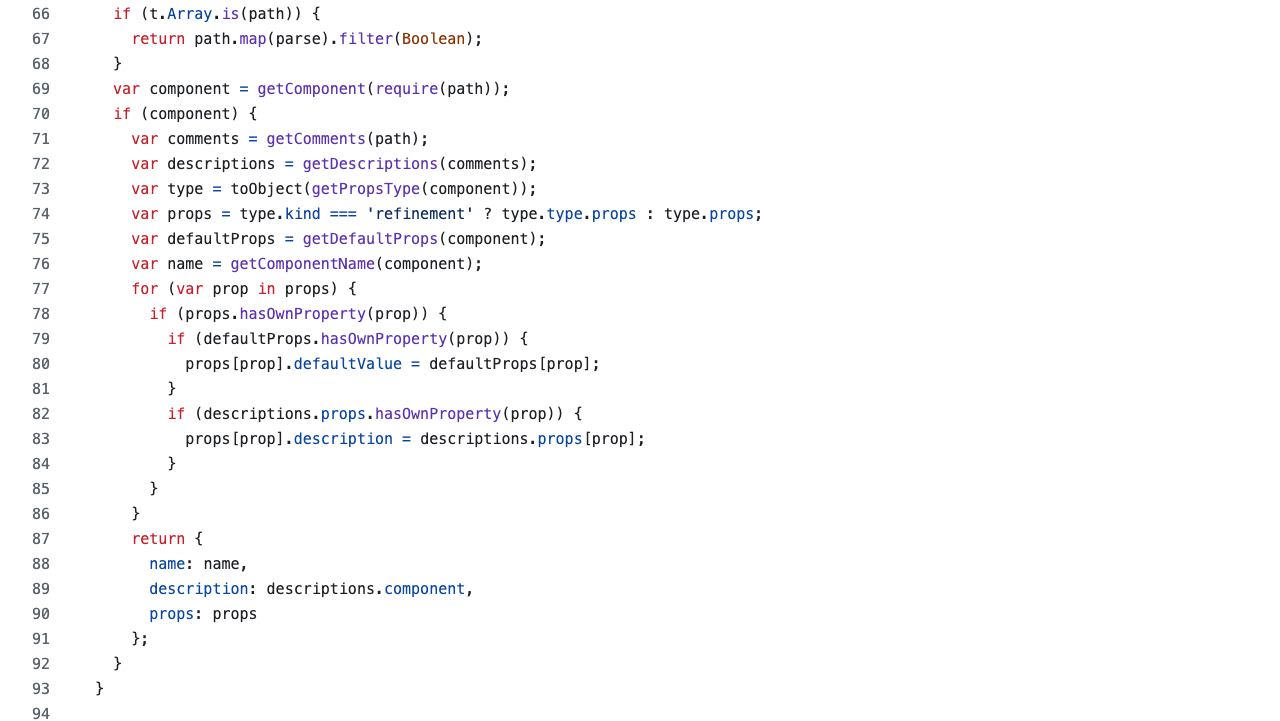 66       if (t.Array.is(path)) {
67         return path.map(parse).filter(Boolean);
68       }
69       var component = getComponent(require(path));
70       if (component) {
71         var comments = getComments(path);
72         var descriptions = getDescriptions(comments);
73         var type = toObject(getPropsType(component));
74         var props = type.kind === 'refinement' ? type.type.props : type.props;
75         var defaultProps = getDefaultProps(component);
76         var name = getComponentName(component);
77         for (var prop in props) {
78           if (props.hasOwnProperty(prop)) {
79             if (defaultProps.hasOwnProperty(prop)) {
80               props[prop].defaultValue = defaultProps[prop];
81             }
82             if (descriptions.props.hasOwnProperty(prop)) {
83               props[prop].description = descriptions.props[prop];
84             }
85           }
86         }
87         return {
88           name: name,
89           description: descriptions.component,
90           props: props
91         };
92       }
93     }
94